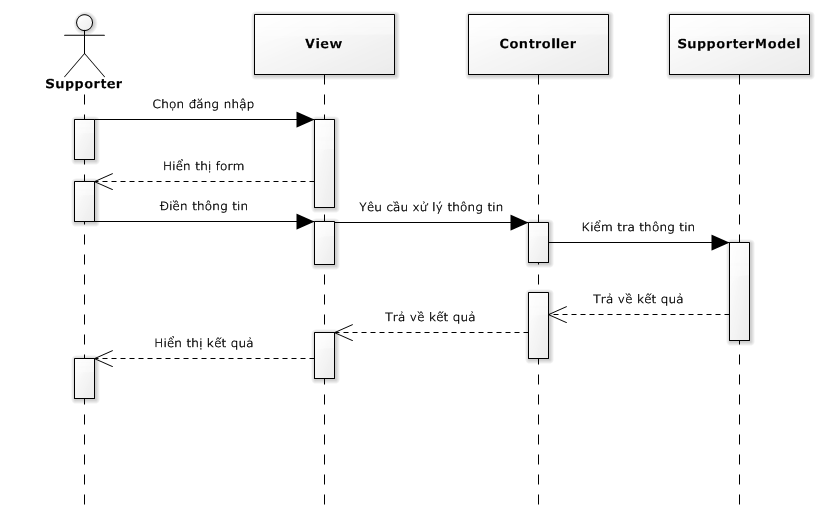 View
Controller
SupporterModel
Supporter
Chọn đăng nhập
Hiển thị form
Điền thông tin
Yêu cầu xử lý thông tin
Kiểm tra thông tin
Trả về kết quả
Trả về kết quả
Hiển thị kết quả